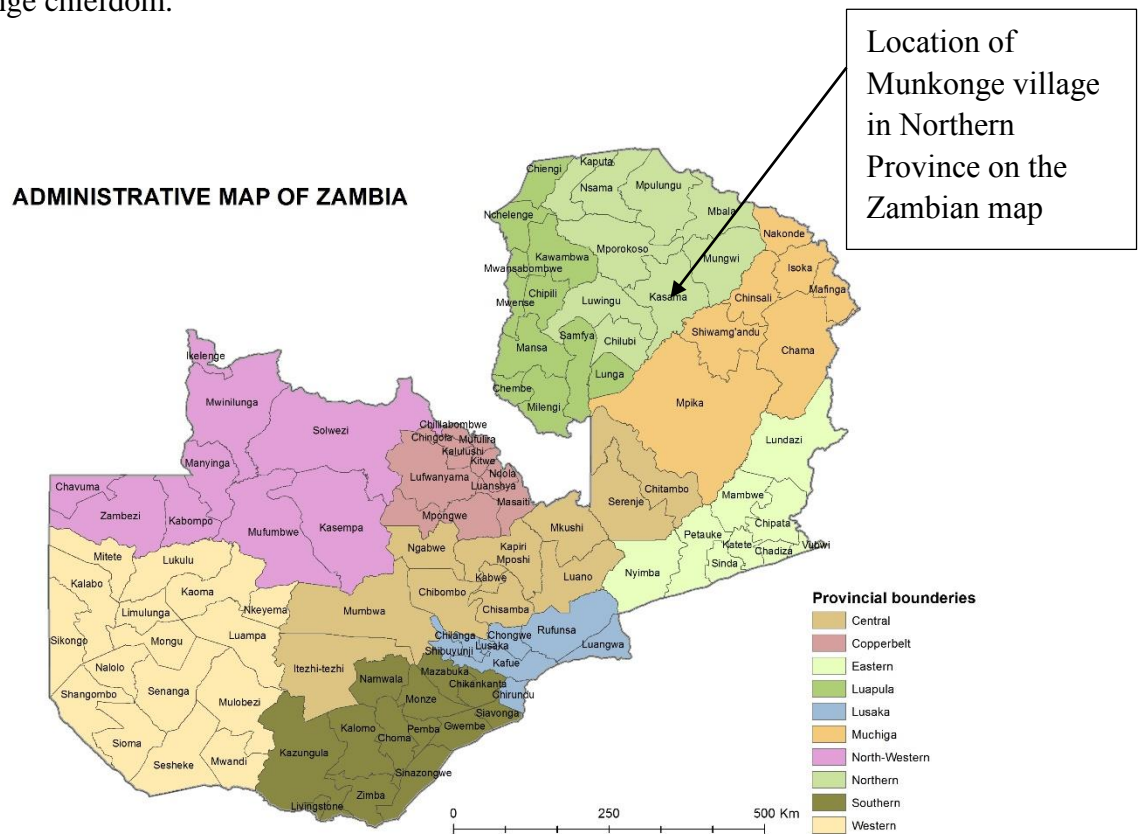 nge chiefdom.
Location of
Munkonge village
in Northern
Province on the
Zambian map
ADMINISTRATIVE MAP OF ZAMBIA
Chiengi
Kaputa
Nsama
Mpulungu
Mbala
Nchelenge
Nakonde
Kawambwa
Mporokoso
Mungwi
Isoka
Mwansabombwe
Mafinga
Chipili
Kasama
Chinsali
Mwense
Luwingu
Samfya
Shiwamg'andu
Mansa
Chilubi
Chama
Ikelenge
Lunga
Chembe
Mpika
Milengi
Mwinilunga
Solwezi
Chililabombwe
Chingola
Mufulira
Kalulushi
Kitwe
Lundazi
Manyinga
Lufwanyama
Ndola
Luanshya
Chavuma
Chitambo
Mambwe
Masaiti
Serenje
Zambezi
Kabompo
Mpongwe
Chipata
Mufumbwe
Kasempa
Mkushi
Petauke
Katete
Vubwi
Chadiza
Mitete
Lukulu
Ngabwe
Kapiri
Mposhi
Sinda
Kalabo
Nyimba
Kaoma
Kabwe
Luano
Chibombo
Limulunga
Nkeyema
Mumbwa
Chisamba
Sikongo
Mongu
Luampa
Chilanga
Chongwe
Rufunsa
Lusaka
Shibuyunji
Luangwa
Nalolo
Itezhi-tezhi
Kafue
Mazabuka
Shangombo
Senanga
Namwala
Chikankanta
Mulobezi
Monze
Chirundu
Siavonga
Pemba
Gwembe
Kalomo
Choma
Sioma
Kazungula
Sesheke
Mwandi
Sinazongwe
Zimba
Livingstone
Provincial bounderies
Central
Copperbelt
Eastern
Luapula
Lusaka
Muchiga
North-Western
Northern
Southern
Western
0 250 500 Km